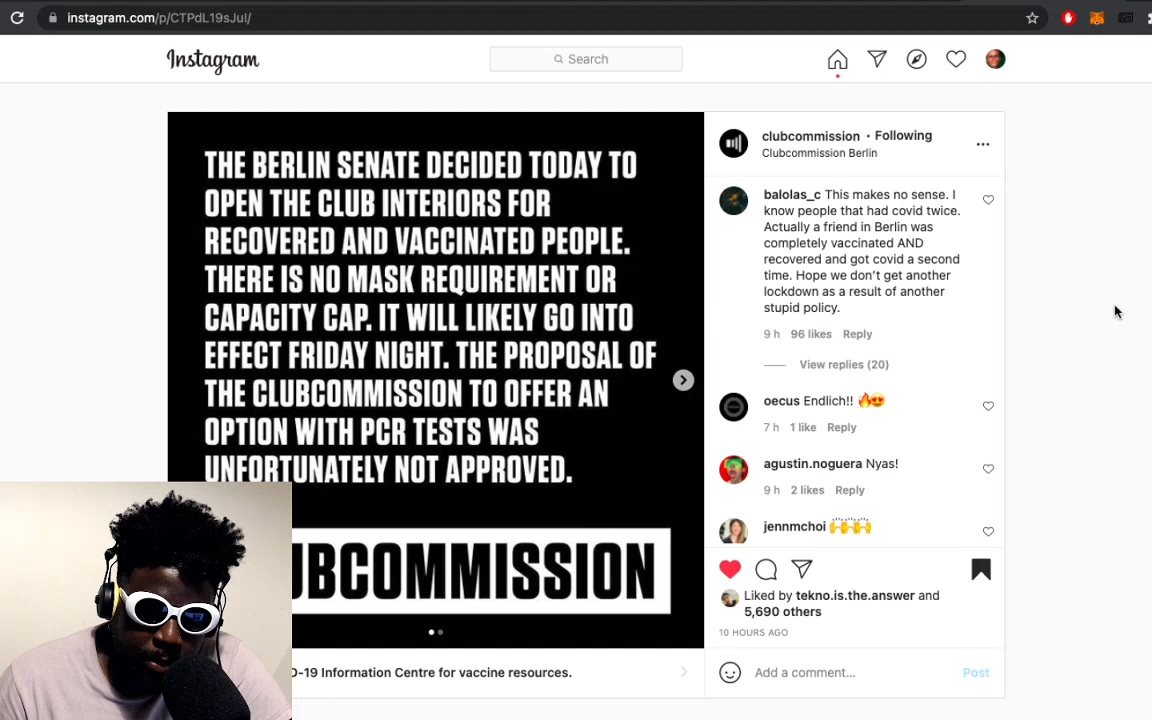 instagram.com/p/CTPdL19sJul/
Instagram
Search
THE BERLIN SENATE DECIDED TODAY TO
OPEN THE CLUB INTERIORS FOR
RECOVERED AND VACCINATED PEOPLE.
THERE IS NO MASK REQUIREMENT OR
CAPACITY CAP. IT WILL LIKELY GO INTO
EFFECT FRIDAY NIGHT. THE PROPOSAL OF
THE CLUBCOMMISSION TO OFFER AN
OPTION WITH PCR TESTS WAS
UNFORTUNATELY NOT APPROVED.
UBCOMMISSION
D-19 Information Centre for vaccine resources.
clubcommission • Following
Clubcommission Berlin
balolas_c This makes no sense. I
know people that had covid twice.
Actually a friend in Berlin was
completely vaccinated AND
recovered and got covid a second
time. Hope we don't get another
lockdown as a result of another
stupid policy.
9 h 96 likes Reply
View replies (20)
oecus Endlich!! 🔥😍
7 h 1 like Reply
agustin.noguera Nyas!
9 h 2 likes Reply
jennmchoi 🙌🙌
Liked by tekno.is.the.answer and
5,690 others
10 HOURS AGO
Add a comment... Post